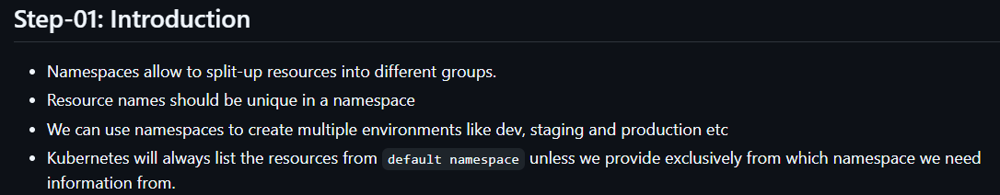 Step-01: Introduction
• Namespaces allow to split-up resources into different groups.
• Resource names should be unique in a namespace
• We can use namespaces to create multiple environments like dev, staging and production etc
• Kubernetes will always list the resources from default namespace unless we provide exclusively from which namespace we need
information from.